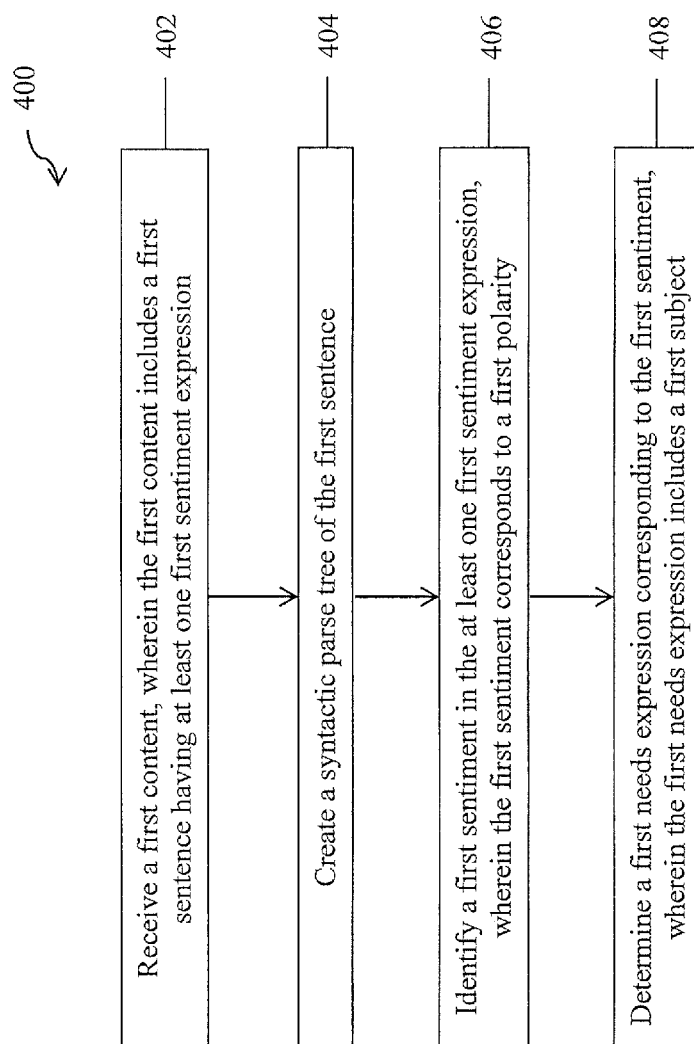 400
Receive a first content, wherein the first content includes a first
sentence having at least one first sentiment expression
402
Create a syntactic parse tree of the first sentence
404
Identify a first sentiment in the at least one first sentiment expression,
wherein the first sentiment corresponds to a first polarity
406
Determine a first needs expression corresponding to the first sentiment,
wherein the first needs expression includes a first subject
408